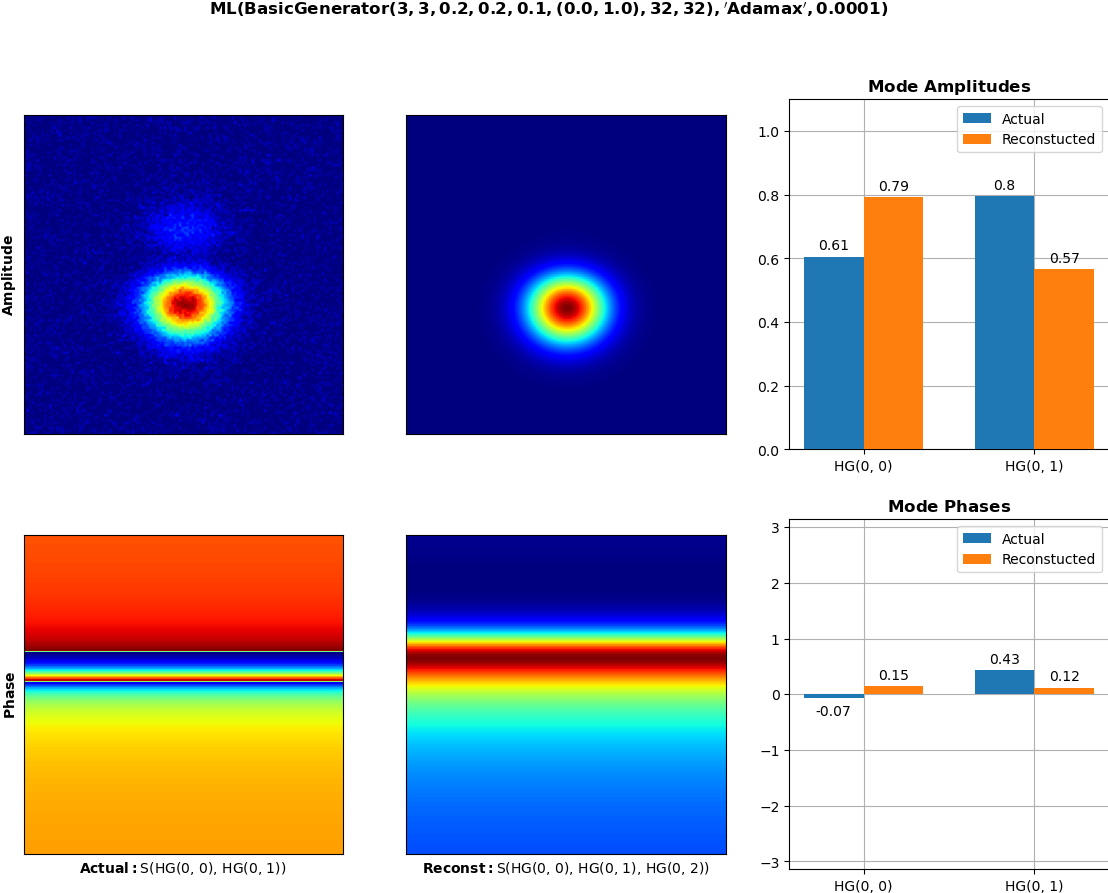 ML(BasicGenerator(3, 3, 0.2, 0.2, 0.1, (0.0, 1.0), 32, 32), ′Adamax′, 0.0001)
Amplitude
Mode Amplitudes
Actual
Reconstucted
1.0
0.8
0.6
0.4
0.2
0.0
0.61
0.79
0.8
0.57
HG(0, 0)
HG(0, 1)
Phase
Actual: S(HG(0, 0), HG(0, 1))
Reconst: S(HG(0, 0), HG(0, 1), HG(0, 2))
Mode Phases
Actual
Reconstucted
3
2
1
0
−1
−2
−3
-0.07
0.15
0.43
0.12
HG(0, 0)
HG(0, 1)